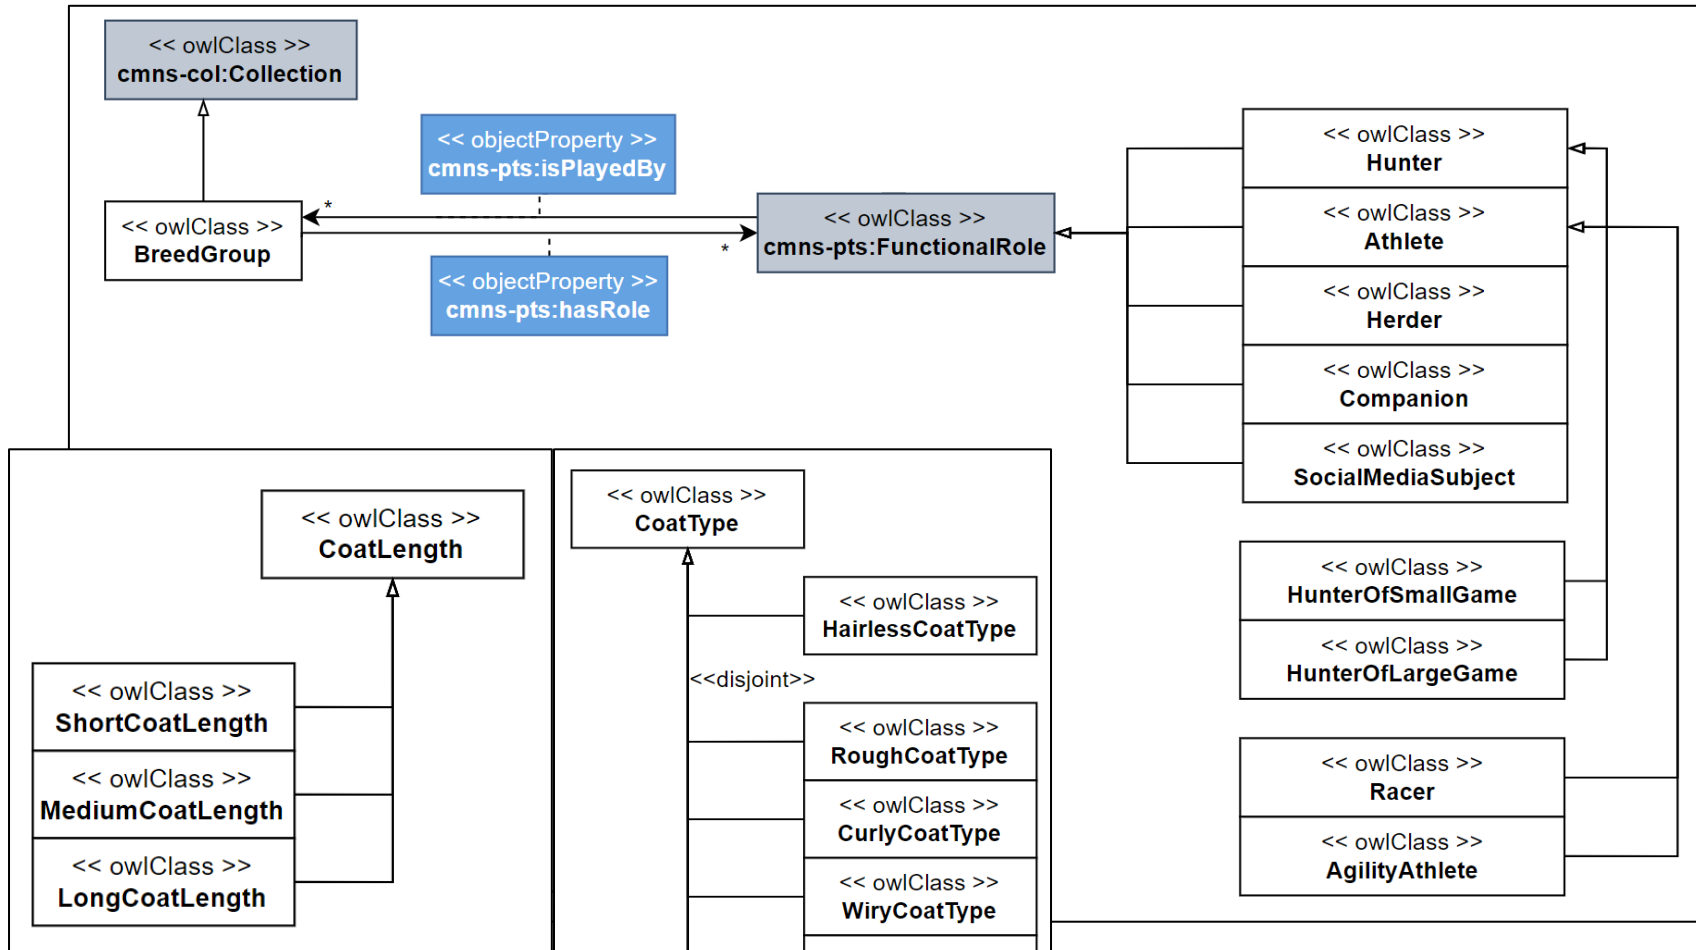 << owlClass >>
cmns-col:Collection
<< objectProperty >>
cmns-pts:isPlayedBy
<< owlClass >>
BreedGroup
*
*
<< owlClass >>
cmns-pts:FunctionalRole
<< objectProperty >>
cmns-pts:hasRole
<< owlClass >>
Hunter
<< owlClass >>
Athlete
<< owlClass >>
Herder
<< owlClass >>
Companion
<< owlClass >>
SocialMediaSubject
<< owlClass >>
HunterOfSmallGame
<< owlClass >>
HunterOfLargeGame
<< owlClass >>
Racer
<< owlClass >>
AgilityAthlete
<< owlClass >>
CoatLength
<< owlClass >>
ShortCoatLength
<< owlClass >>
MediumCoatLength
<< owlClass >>
LongCoatLength
<< owlClass >>
CoatType
<< owlClass >>
HairlessCoatType
<<disjoint>>
<< owlClass >>
RoughCoatType
<< owlClass >>
CurlyCoatType
<< owlClass >>
WiryCoatType